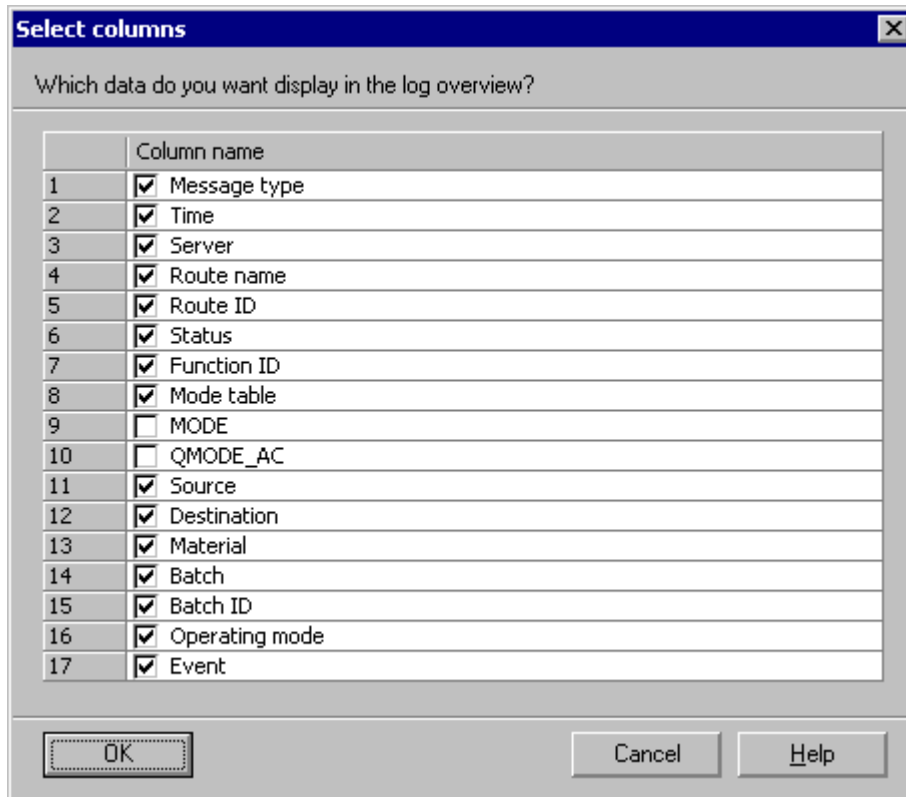 Select columns
Which data do you want display in the log overview?
Column name
1 Message type
2 Time
3 Server
4 Route name
5 Route ID
6 Status
7 Function ID
8 Mode table
9 MODE
10 QMODE_AC
11 Source
12 Destination
13 Material
14 Batch
15 Batch ID
16 Operating mode
17 Event
OK Cancel Help